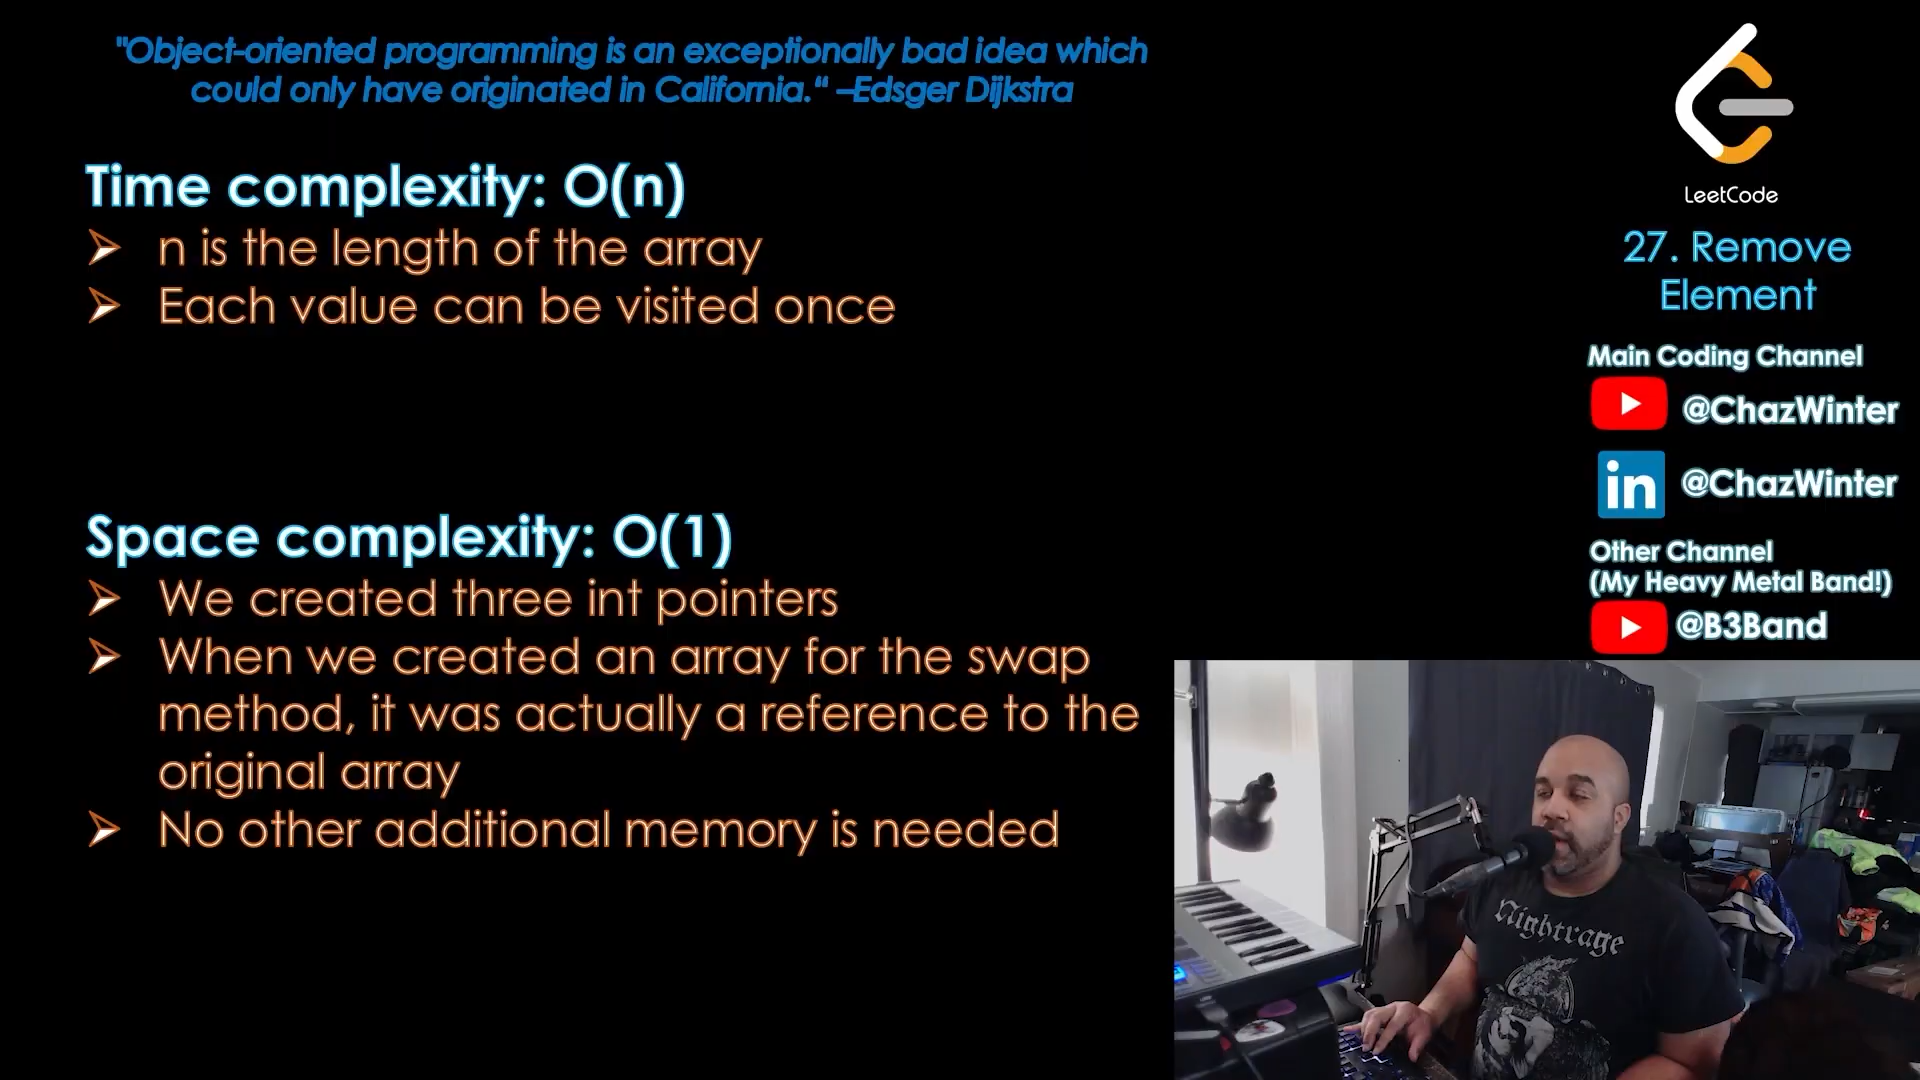 "Object-oriented programming is an exceptionally bad idea which
could only have originated in California.“ –Edsger Dijkstra
Time complexity: O(n)
n is the length of the array
Each value can be visited once
Space complexity: O(1)
We created three int pointers
When we created an array for the swap
method, it was actually a reference to the
original array
No other additional memory is needed
LeetCode
27. Remove
Element
Main Coding Channel
@ChazWinter
in @ChazWinter
Other Channel
(My Heavy Metal Band!)
@B3Band
Nightrage